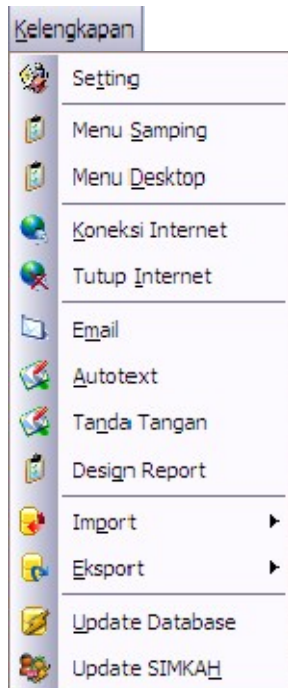 Kelengkapan
Setting
Menu Samping
Menu Desktop
Koneksi Internet
Tutup Internet
Email
Autotext
Tanda Tangan
Design Report
Import
Eksport
Update Database
Update SIMKAH